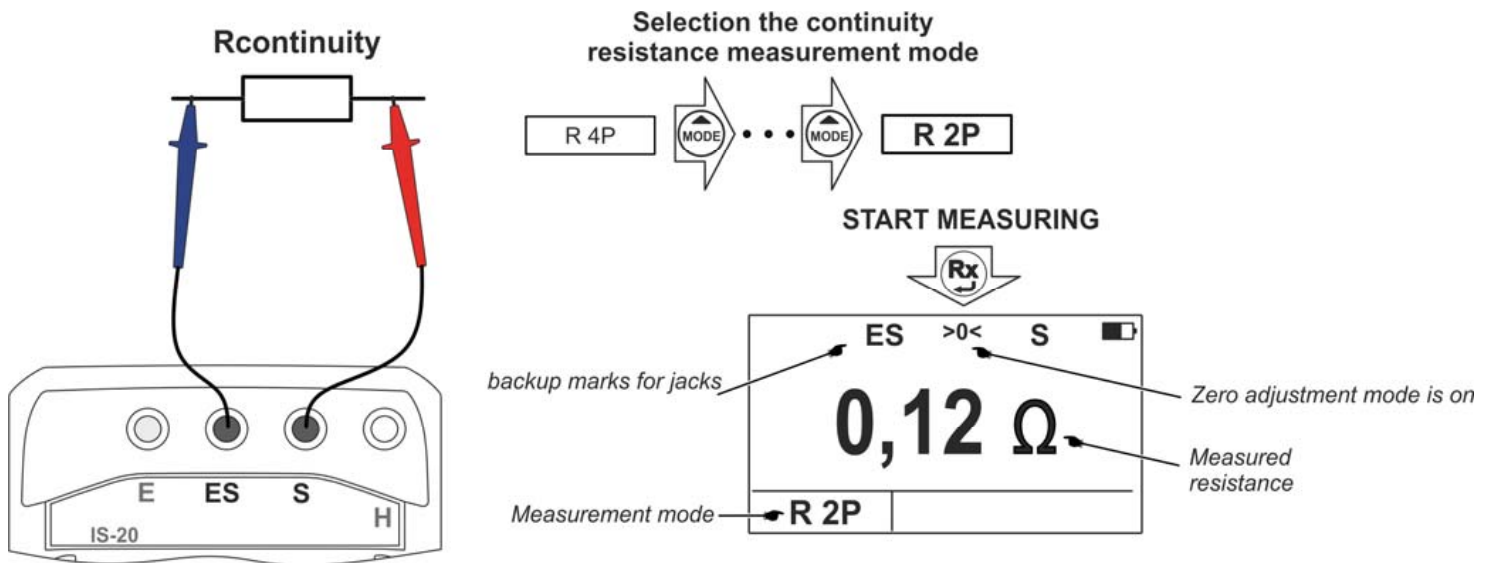 Rcontinuity
E
ES
S
H
IS-20
Selection the continuity
resistance measurement mode
R 4P
MODE
• • •
MODE
R 2P
START MEASURING
Rx
ES >0< S
backup marks for jacks
Zero adjustment mode is on
0,12 Ω
Measured
resistance
Measurement mode
R 2P